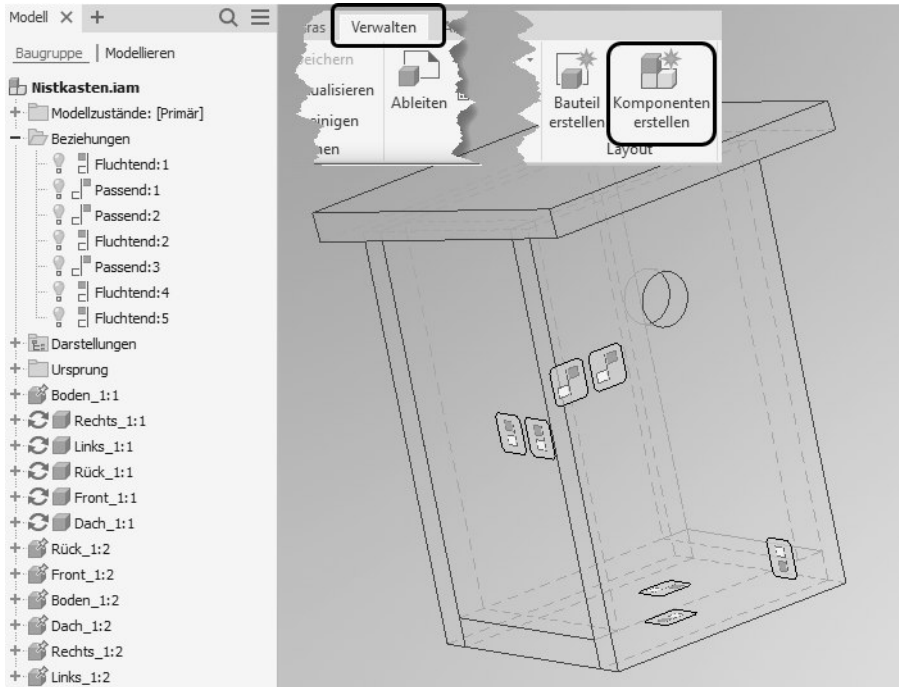 Modell
Baugruppe | Modellieren
Nistkasten.iam
Modellzustände: [Primär]
Beziehungen
Fluchtend:1
Passend:1
Passend:2
Fluchtend:2
Passend:3
Fluchtend:4
Fluchtend:5
Darstellungen
Ursprung
Boden_1:1
Rechts_1:1
Links_1:1
Rück_1:1
Front_1:1
Dach_1:1
Rück_1:2
Front_1:2
Boden_1:2
Dach_1:2
Rechts_1:2
Links_1:2
Verwalten
Ableiten
Bauteil
erstellen
Komponenten
erstellen
Layout